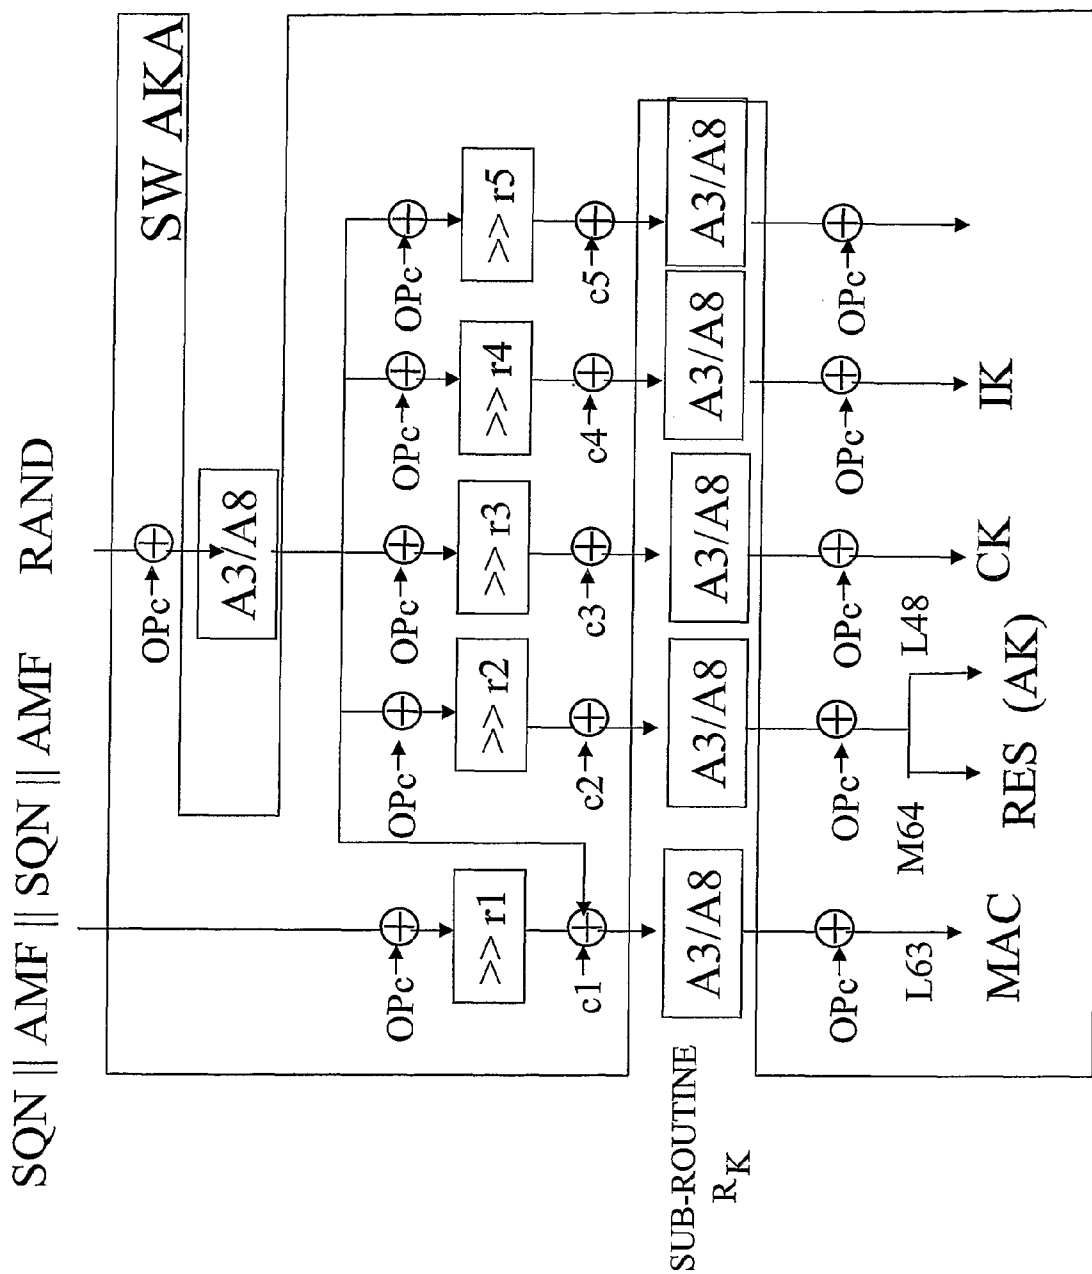 SQN || AMF || SQN || AMF RAND
SW AKA
OPc
A3/A8
OPc OPc OPc OPc OPc
>> r1 >> r2 >> r3 >> r4 >> r5
c1 c2 c3 c4 c5
SUB-ROUTINE
RK
A3/A8 A3/A8 A3/A8 A3/A8 A3/A8
OPc OPc OPc OPc OPc
L63 M64 L48
MAC RES (AK) CK IK